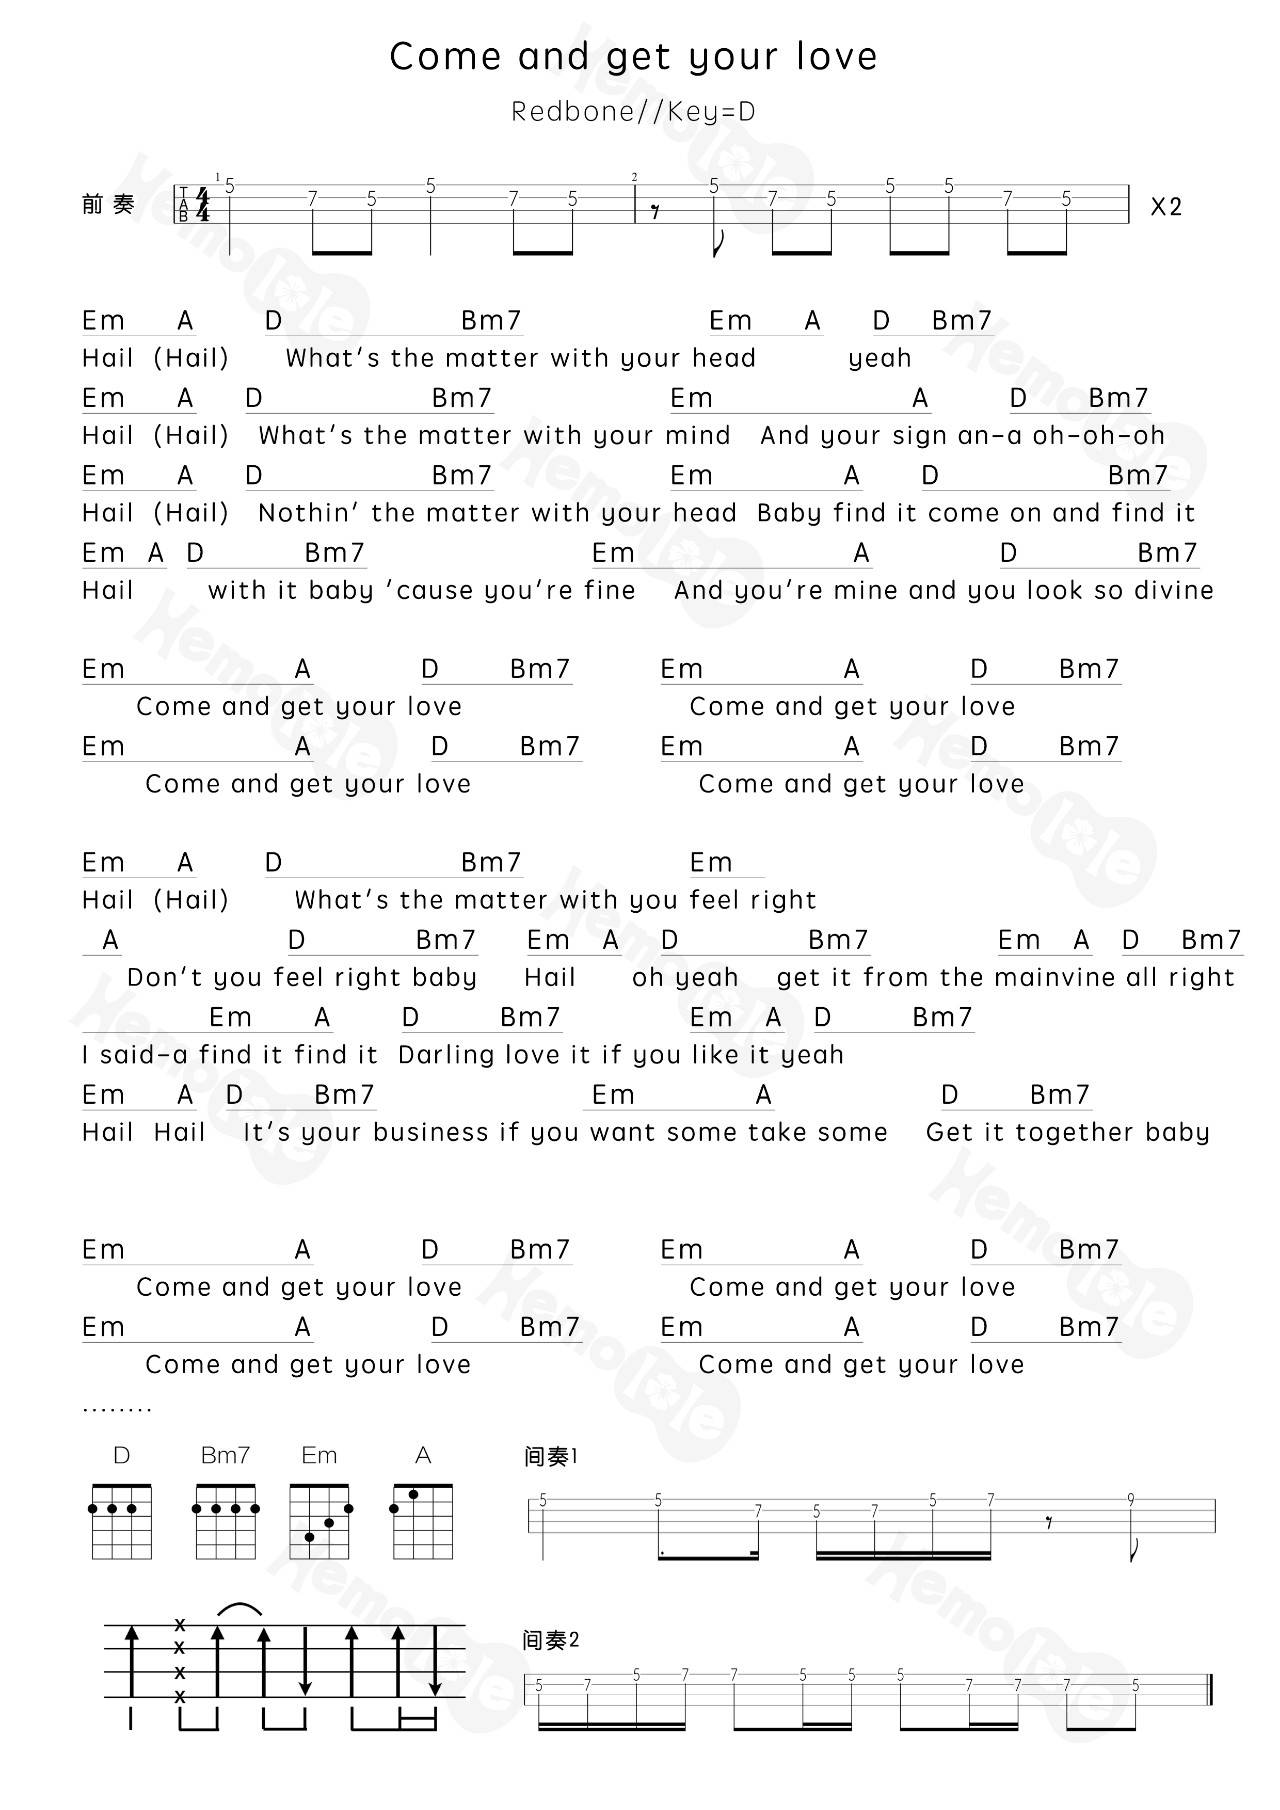 Come and get your love
Redbone//Key=D
前奏 TAB 4/4 1 5 7 5 5 7 5 2 5 7 5 5 5 7 5 X2
Em A D Bm7 Em A D Bm7
Hail (Hail) What's the matter with your head yeah
Em A D Bm7 Em A D Bm7
Hail (Hail) What's the matter with your mind And your sign an-a oh-oh-oh
Em A D Bm7 Em A D Bm7
Hail (Hail) Nothin' the matter with your head Baby find it come on and find it
Em A D Bm7 Em A D Bm7
Hail with it baby 'cause you're fine And you're mine and you look so divine
Em A D Bm7 Em A D Bm7
Come and get your love Come and get your love
Em A D Bm7 Em A D Bm7
Come and get your love Come and get your love
Em A D Bm7 Em
Hail (Hail) What's the matter with you feel right
A D Bm7 Em A D Bm7 Em A D Bm7
Don't you feel right baby Hail oh yeah get it from the mainvine all right
Em A D Bm7 Em A D Bm7
I said-a find it find it Darling love it if you like it yeah
Em A D Bm7 Em A D Bm7
Hail Hail It's your business if you want some take some Get it together baby
Em A D Bm7 Em A D Bm7
Come and get your love Come and get your love
Em A D Bm7 Em A D Bm7
Come and get your love Come and get your love
........
D Bm7 Em A
间奏1
5 5 7 5 7 5 7 9
x
x
x
x
间奏2
5 7 5 7 7 5 5 5 7 7 7 5
Hemolele
Hemolele
Hemolele
Hemolele
Hemolele
Hemolele
Hemolele
Hemolele
Hemolele
Hemolele
Hemolele
Hemolele